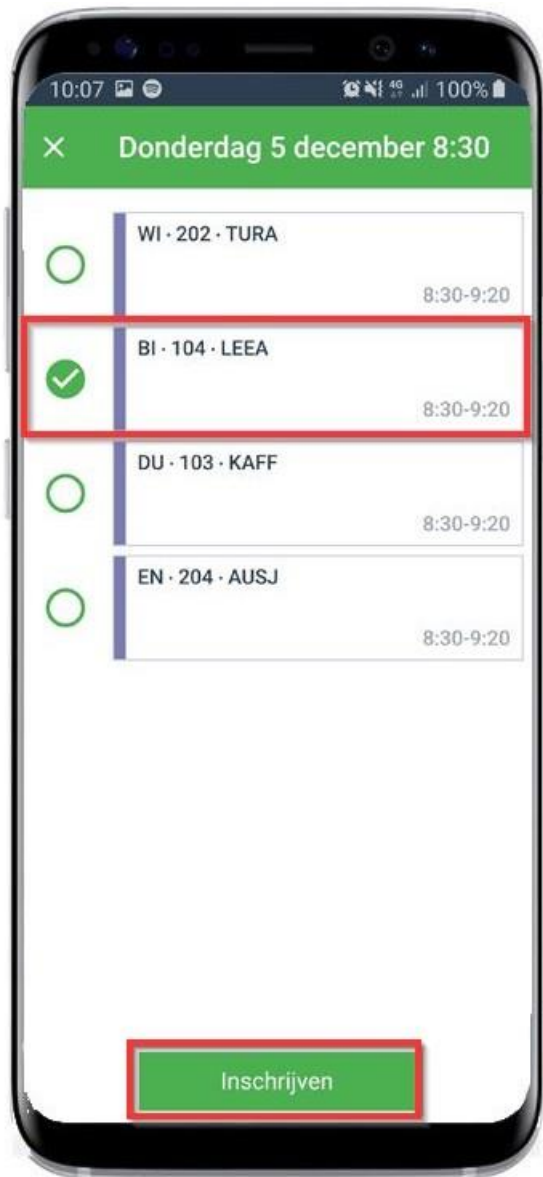 10:07 4G 100%
Donderdag 5 december 8:30
WI · 202 · TURA
8:30-9:20
BI · 104 · LEEA
8:30-9:20
DU · 103 · KAFF
8:30-9:20
EN · 204 · AUSJ
8:30-9:20
Inschrijven